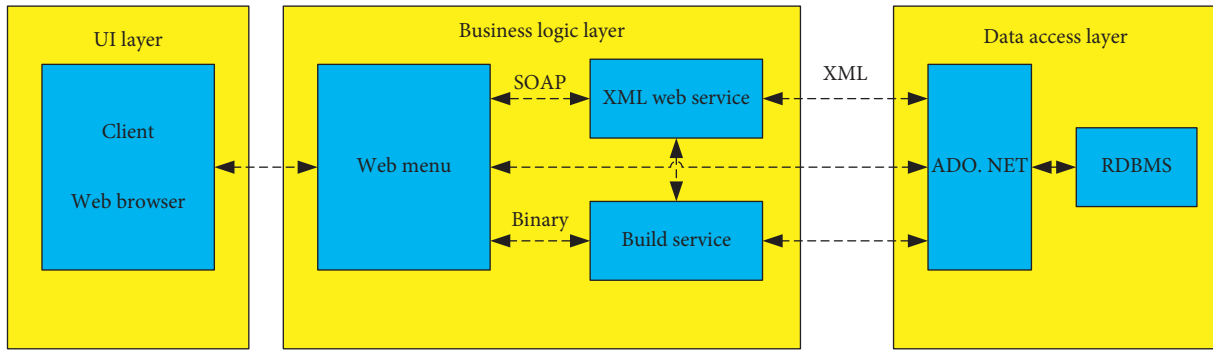 UI layer
Client
Web browser
Business logic layer
Web menu
SOAP
XML web service
Binary
Build service
XML
Data access layer
ADO. NET
RDBMS